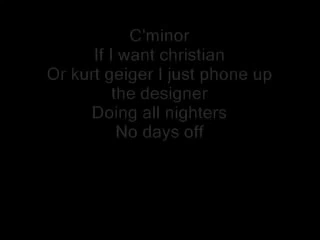 C'minor
If I want christian
Or kurt geiger I just phone up
the designer
Doing all nighters
No days off